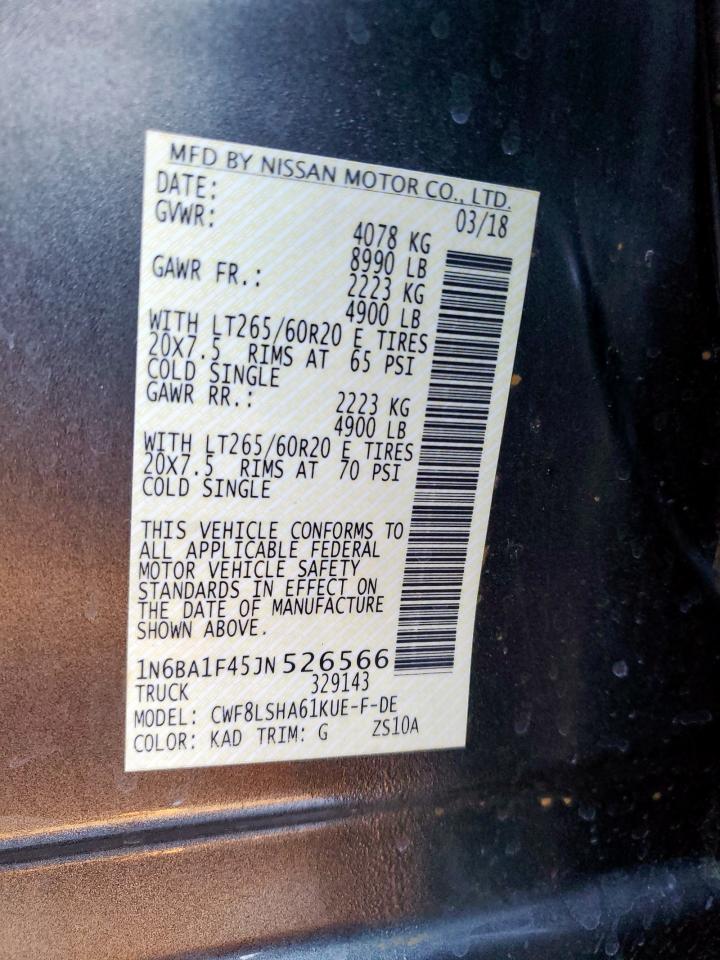 MFD BY NISSAN MOTOR CO., LTD.
DATE: 03/18
GVWR: 4078 KG
8990 LB
GAWR FR.: 2223 KG
4900 LB
WITH LT265/60R20 E TIRES
20X7.5 RIMS AT 65 PSI
COLD SINGLE
GAWR RR.: 2223 KG
4900 LB
WITH LT265/60R20 E TIRES
20X7.5 RIMS AT 70 PSI
COLD SINGLE
THIS VEHICLE CONFORMS TO
ALL APPLICABLE FEDERAL
MOTOR VEHICLE SAFETY
STANDARDS IN EFFECT ON
THE DATE OF MANUFACTURE
SHOWN ABOVE.
1N6BA1F45JN526566
TRUCK 329143
MODEL: CWF8LSHA61KUE-F-DE
COLOR: KAD TRIM: G ZS10A